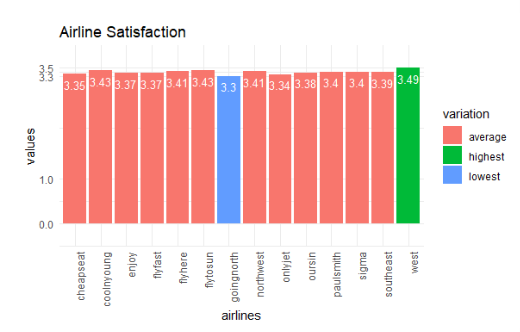 Airline Satisfaction
values
3.5
3.3
1.0
0.0
3.35
3.43
3.37
3.37
3.41
3.43
3.3
3.41
3.34
3.38
3.4
3.4
3.39
3.49
cheapseat
coolnyoung
enjoy
flyfast
flyhere
flytosun
goingnorth
northwest
onlyjet
oursin
paulsmith
sigma
southeast
west
airlines
variation
average
highest
lowest